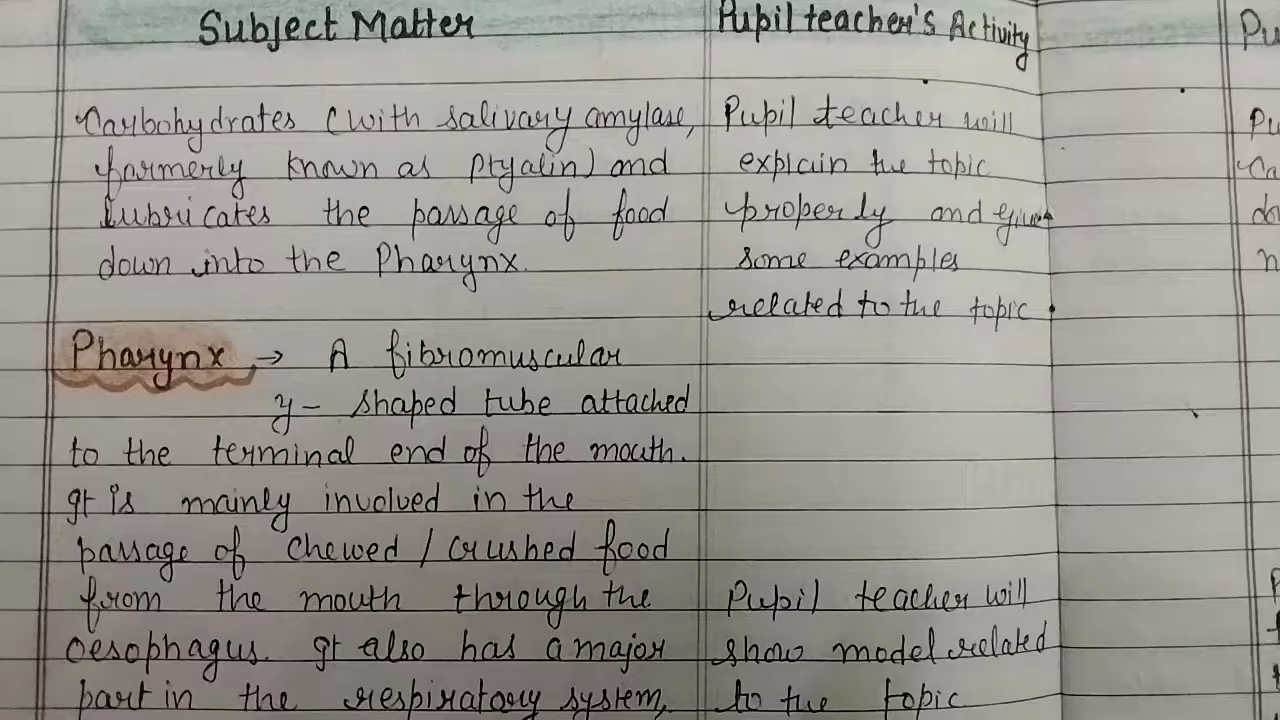 Subject Matter
Carbohydrates (with salivary amylase,
farmerly known as ptyalin) and
lubricates the passage of food
down into the Pharynx.
Pharynx → A fibromuscular
y- shaped tube attached
to the terminal end of the mouth.
It is mainly involved in the
passage of chewed / crushed food
from the mouth through the
oesophagus. It also has a major
part in the respiratory system,
Pupil teacher's Activity
Pupil teacher will
explain the topic
properly and
some examples
related to the topic.
Pupil teacher will
show model related
to the topic
Pu
Pu
Ca